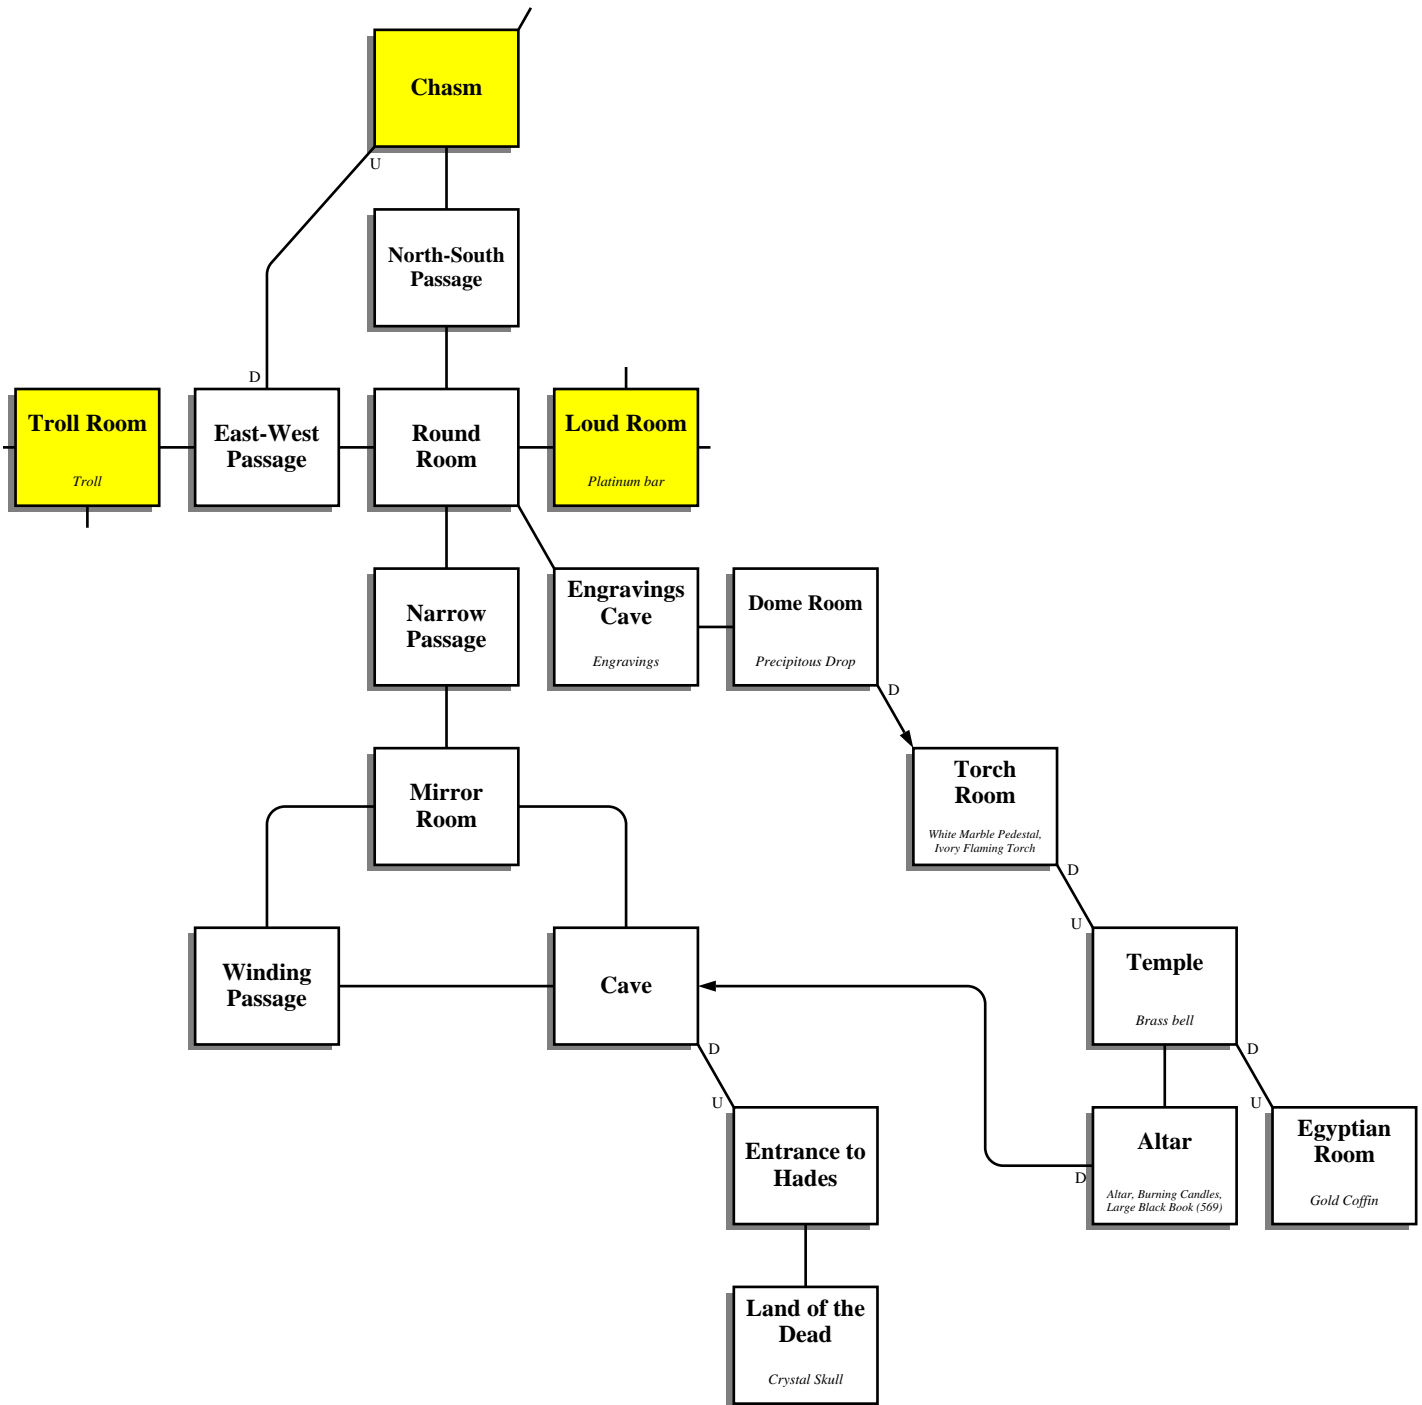 Chasm
U
North-South
Passage
D
Troll Room
Troll
East-West
Passage
Round
Room
Loud Room
Platinum bar
Narrow
Passage
Engravings
Cave
Engravings
Dome Room
Precipitous Drop
D
Mirror
Room
Torch
Room
White Marble Pedestal,
Ivory Flaming Torch
D
U
Winding
Passage
Cave
Temple
Brass bell
D
D
U
U
Entrance to
Hades
Altar
Altar, Burning Candles,
Large Black Book (569)
D
Egyptian
Room
Gold Coffin
Land of the
Dead
Crystal Skull